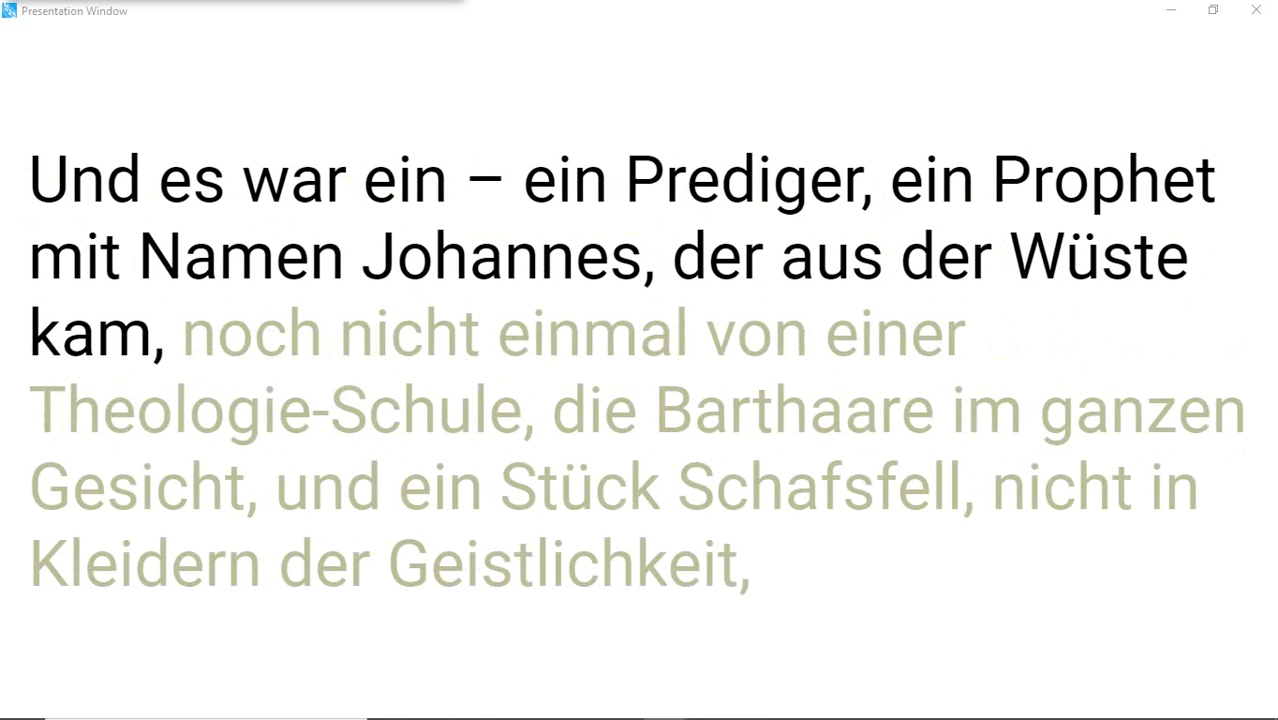 Presentation Window
Und es war ein – ein Prediger, ein Prophet
mit Namen Johannes, der aus der Wüste
kam, noch nicht einmal von einer
Theologie-Schule, die Barthaare im ganzen
Gesicht, und ein Stück Schafsfell, nicht in
Kleidern der Geistlichkeit,